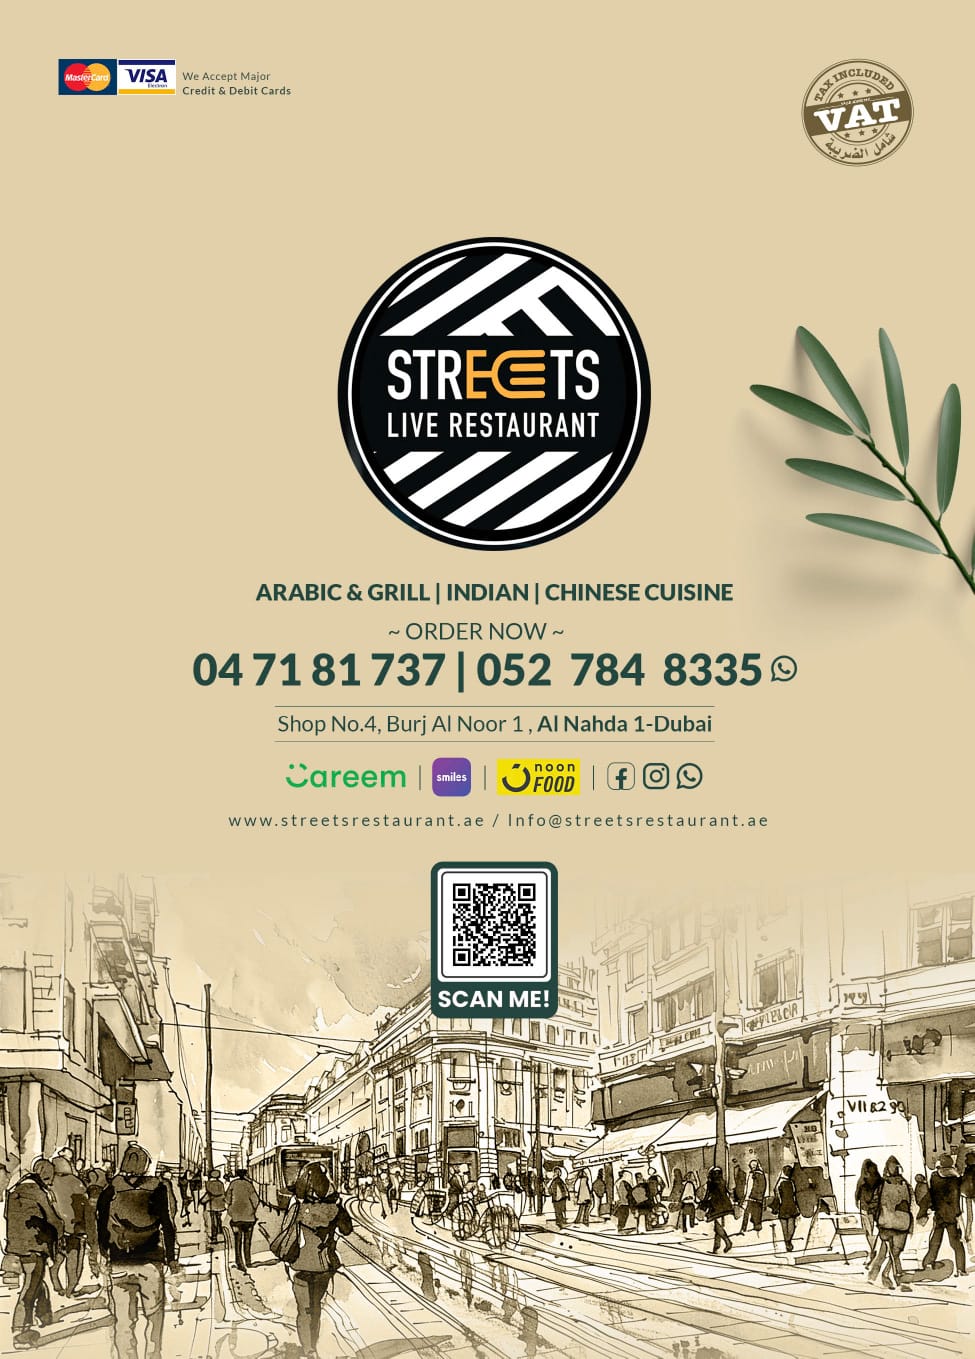 MasterCard
VISA
Electron
We Accept Major
Credit & Debit Cards
TAX INCLUDED
VAT
شامل الضريبة
STREETS
LIVE RESTAURANT
ARABIC & GRILL | INDIAN | CHINESE CUISINE
~ ORDER NOW ~
04 71 81 737 | 052 784 8335
Shop No.4, Burj Al Noor 1 , Al Nahda 1-Dubai
Careem | smiles | noon FOOD |
www.streetsrestaurant.ae / Info@streetsrestaurant.ae
SCAN ME!